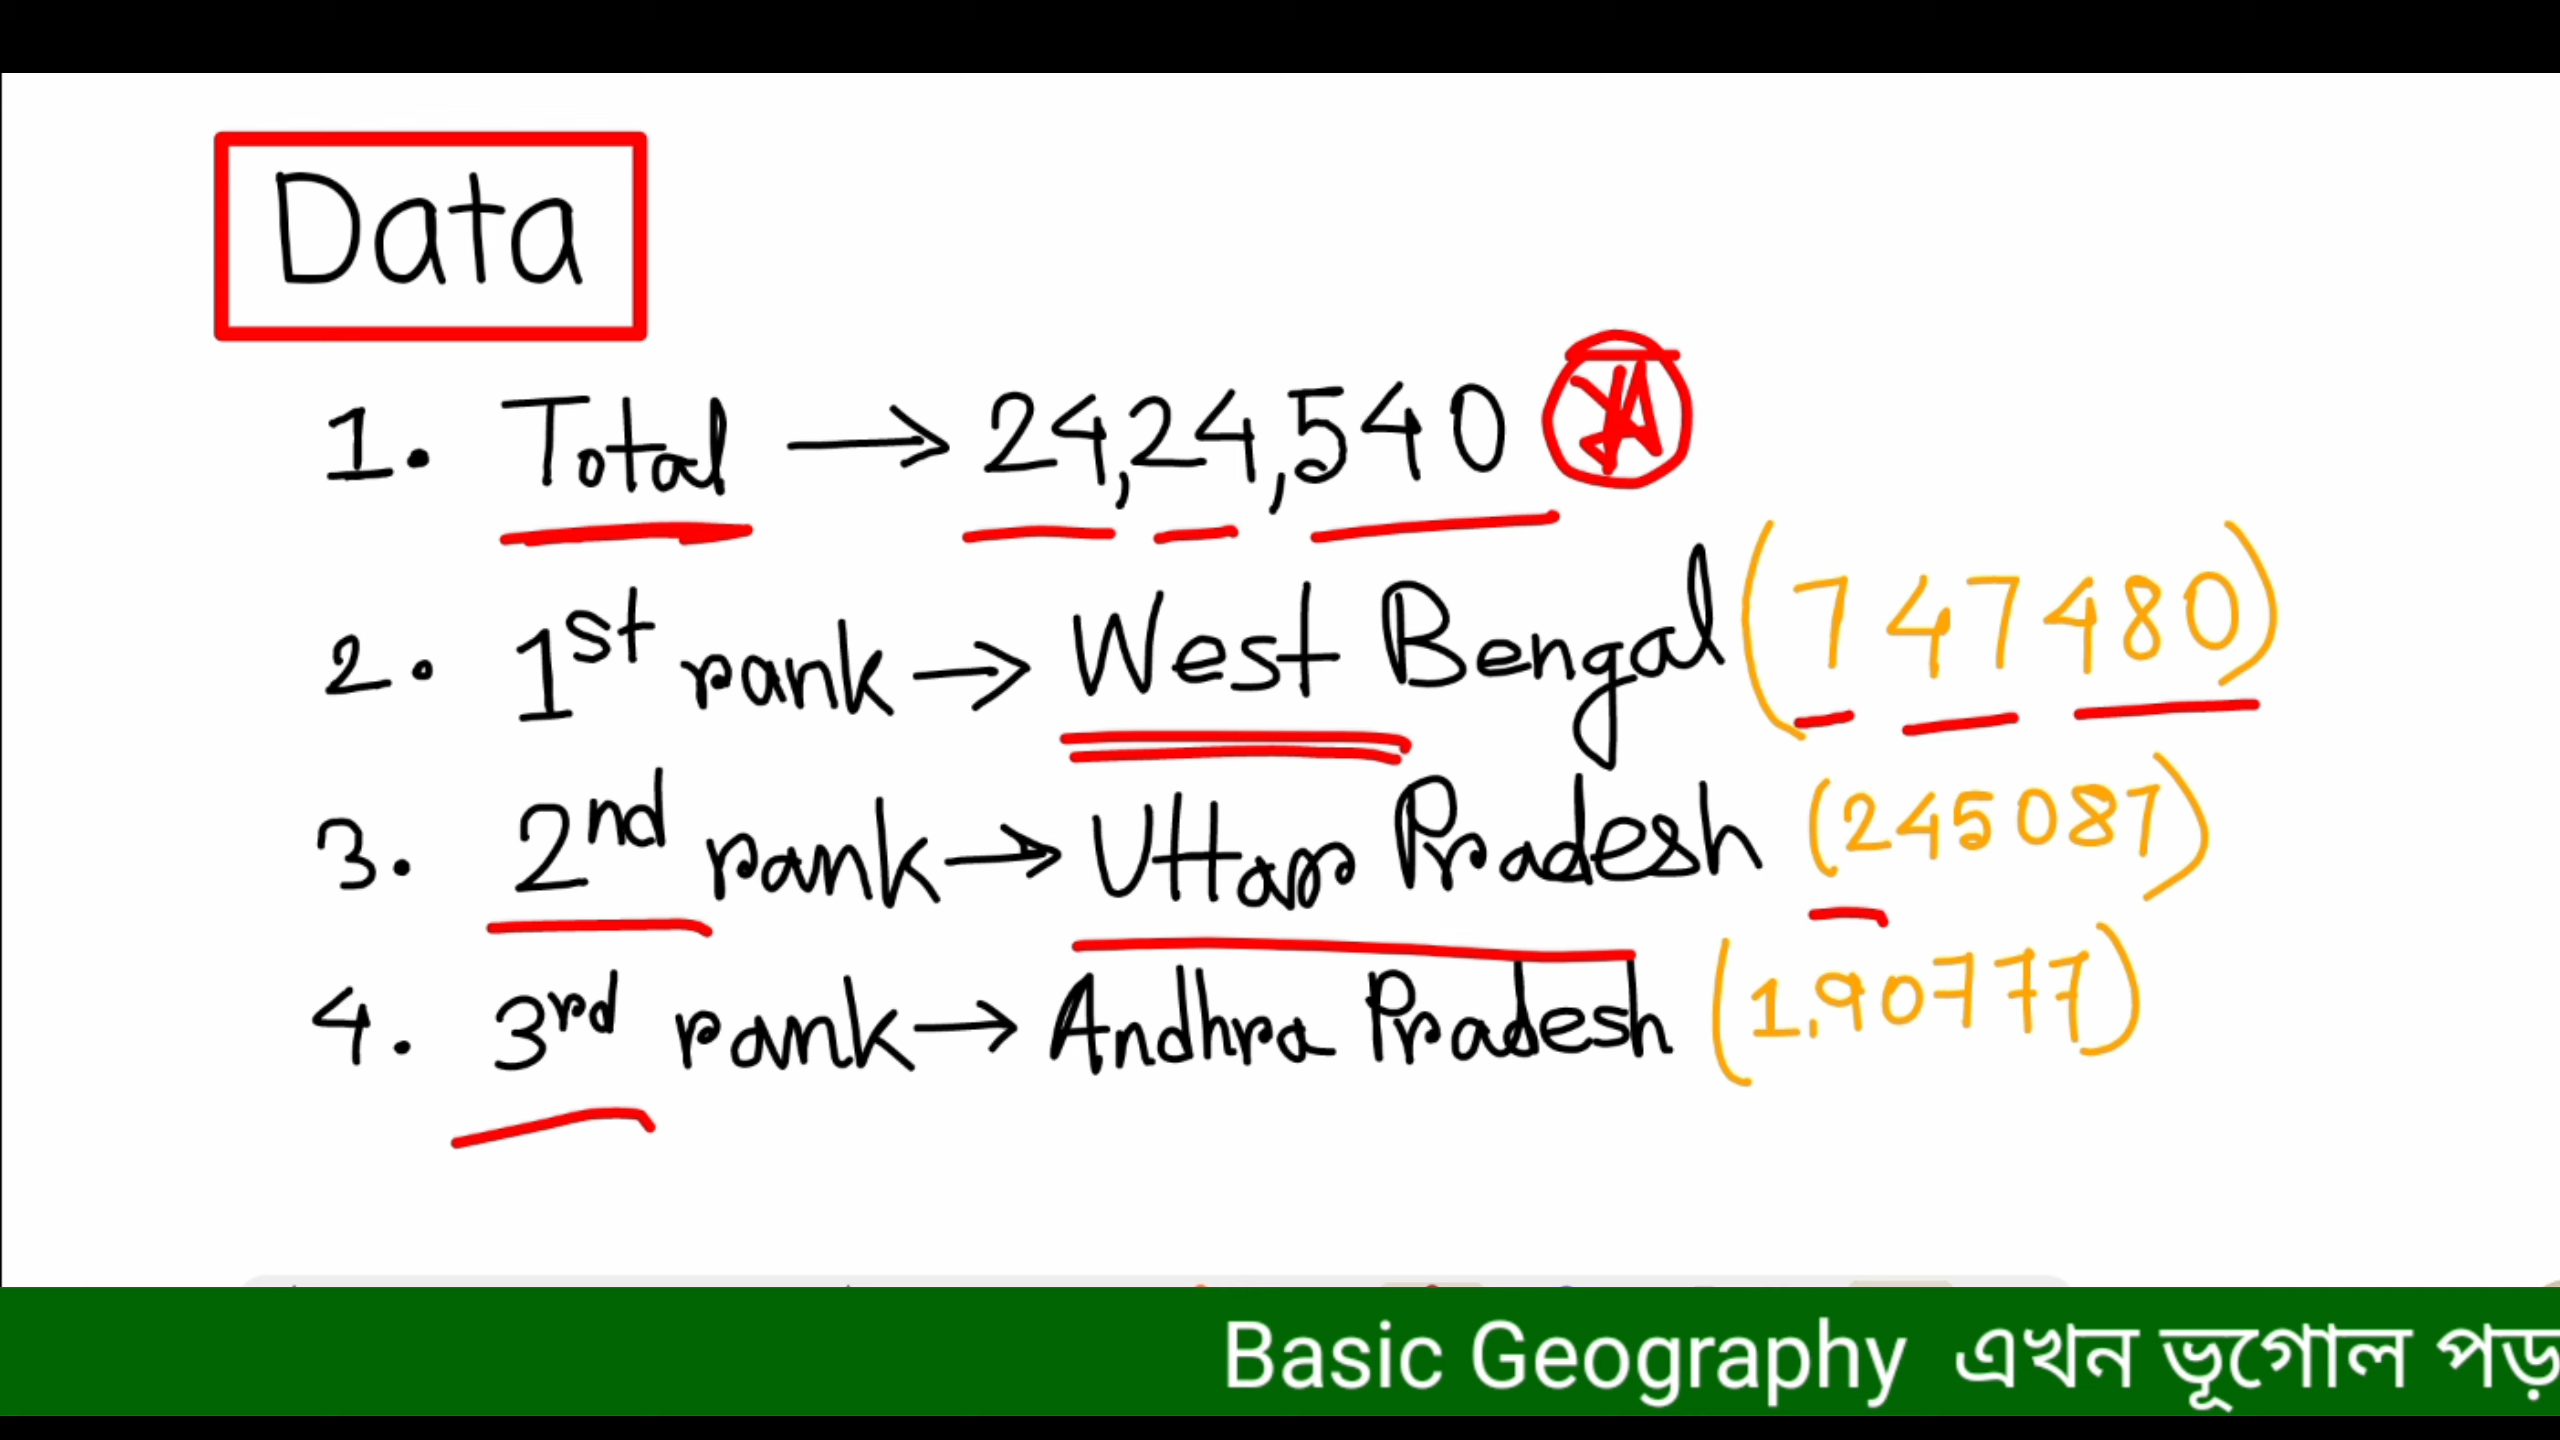 Data
1. Total → 24,24,540
2. 1st rank → West Bengal (747480)
3. 2nd rank → Uttar Pradesh (245087)
4. 3rd rank → Andhra Pradesh (1,90777)
Basic Geography এখন ভূগোল পড়